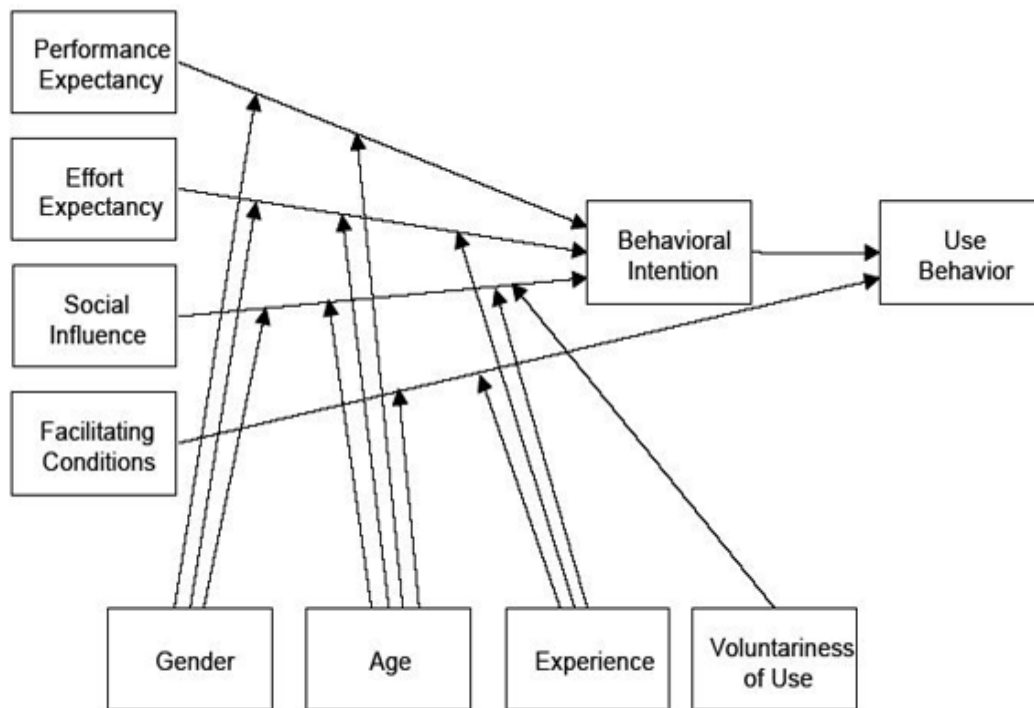 Performance
Expectancy
Effort
Expectancy
Social
Influence
Facilitating
Conditions
Behavioral
Intention
Use
Behavior
Gender
Age
Experience
Voluntariness
of Use